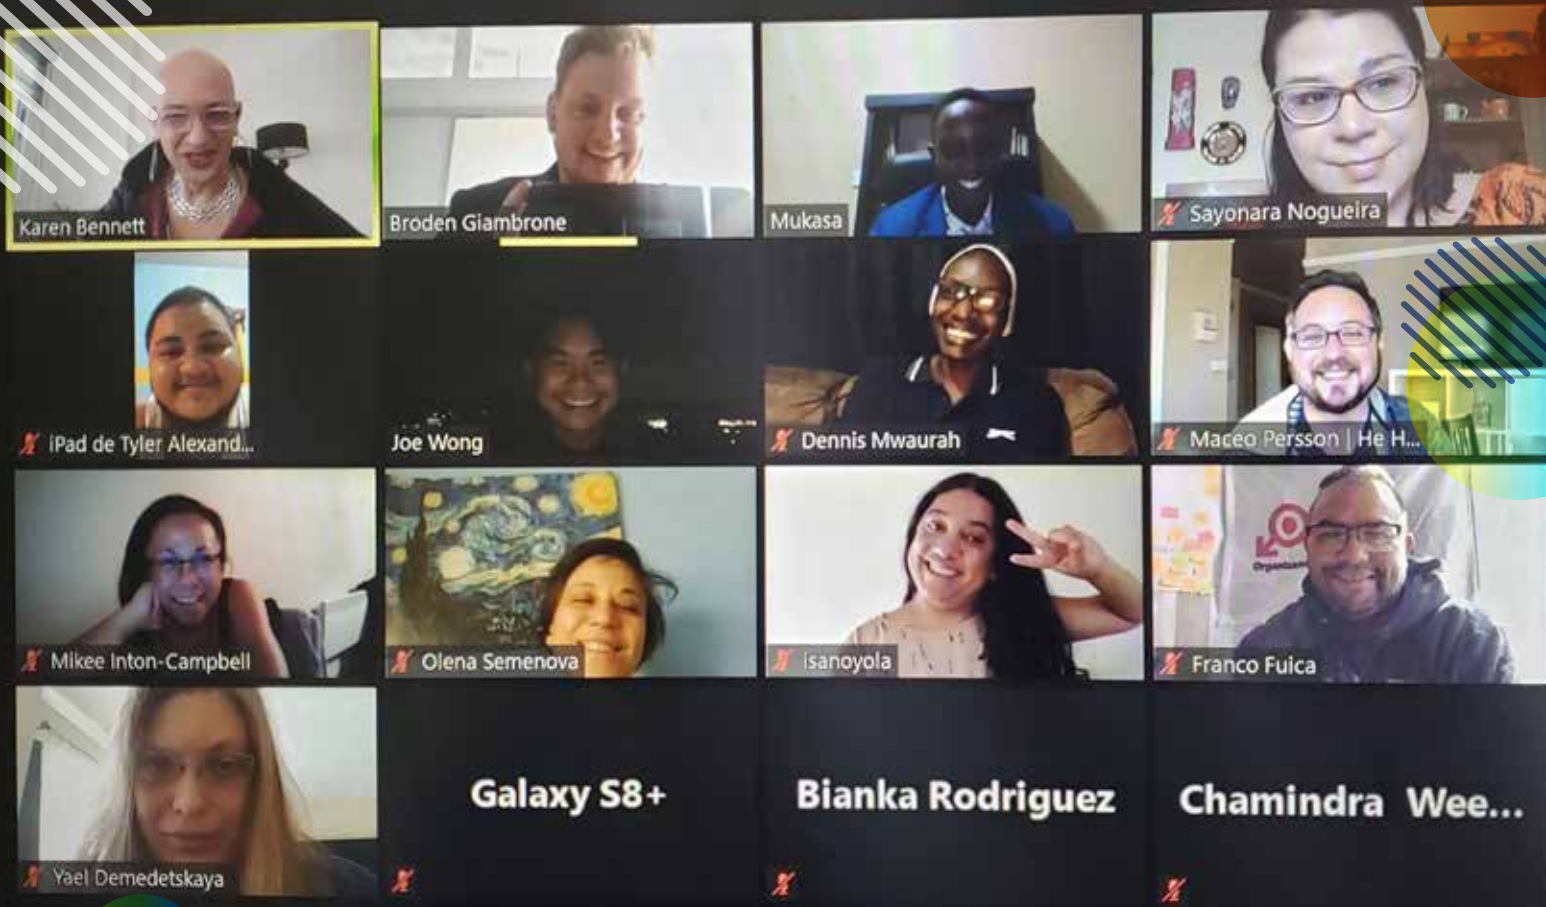 Karen Bennett
Broden Giambrone
Mukasa
Sayonara Nogueira
iPad de Tyler Alexand...
Joe Wong
Dennis Mwaurah
Maceo Persson | He H...
Mikee Inton-Campbell
Olena Semenova
isanoyola
Organizan
Franco Fuica
Yael Demedetskaya
Galaxy S8+
Bianka Rodriguez
Chamindra Wee...